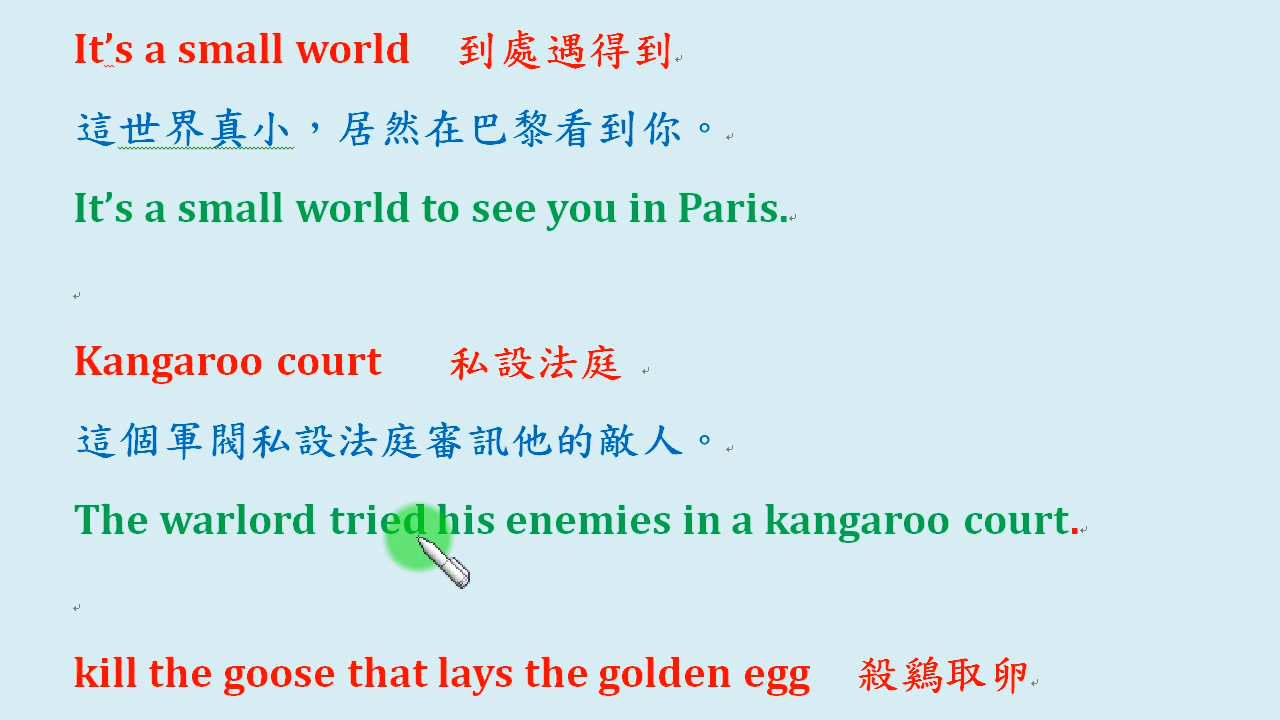 It’s a small world 到處遇得到
這世界真小，居然在巴黎看到你。
It’s a small world to see you in Paris.
Kangaroo court 私設法庭
這個軍閥私設法庭審訊他的敵人。
The warlord tried his enemies in a kangaroo court.
kill the goose that lays the golden egg 殺鷄取卵